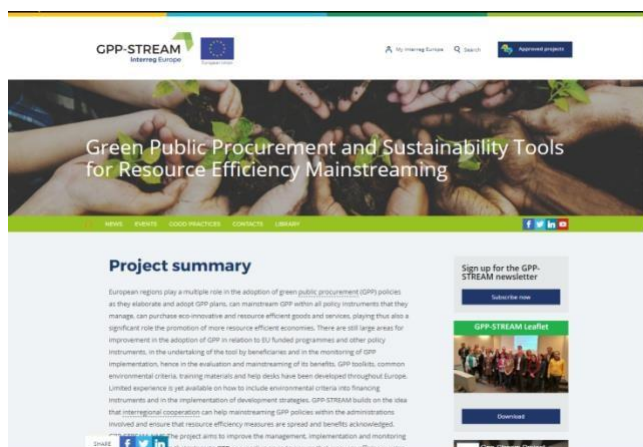 GPP-STREAM
Interreg Europe
European Union
My Interreg Europe
Search
Approved projects
Green Public Procurement and Sustainability Tools
for Resource Efficiency Mainstreaming
NEWS EVENTS GOOD PRACTICES CONTACTS LIBRARY
Project summary
European regions play a multiple role in the adoption of green public procurement (GPP) policies
as they elaborate and adopt GPP plans, can mainstream GPP within all policy instruments that they
manage, can purchase eco-innovative and resource efficient goods and services, playing thus also a
significant role the promotion of more resource efficient economies. There are still large areas for
improvement in the adoption of GPP in relation to EU funded programmes and other policy
instruments, in the undertaking of the tool by beneficiaries and in the monitoring of GPP
implementation, hence in the evaluation and mainstreaming of its benefits. GPP toolkits, common
environmental criteria, training materials and help desks have been developed throughout Europe.
Limited experience is yet available on how to include environmental criteria into financing
instruments and in the implementation of development strategies. GPP-STREAM builds on the idea
that interregional cooperation can help mainstreaming GPP policies within the administrations
involved and ensure that resource efficiency measures are spread and benefits acknowledged.
The project aims to improve the management, implementation and monitoring
SHARE
Sign up for the GPP-
STREAM newsletter
Subscribe now
GPP-STREAM Leaflet
Download